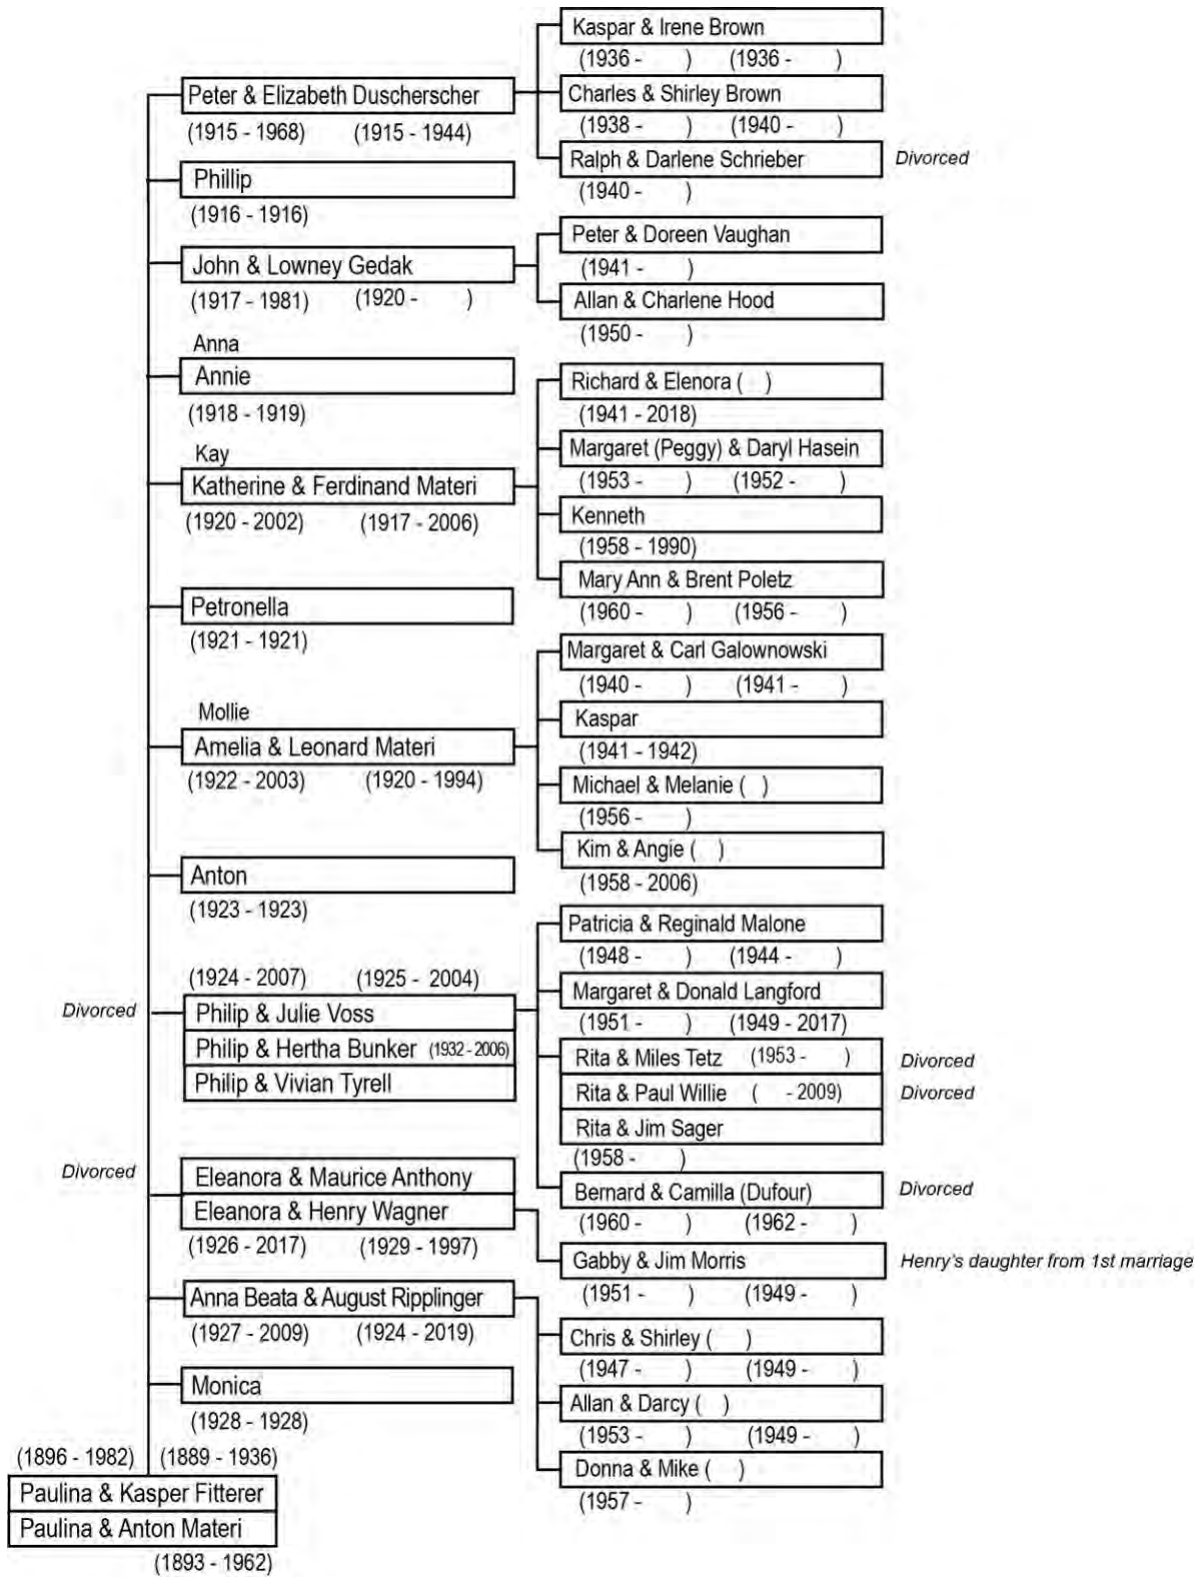 Kaspar & Irene Brown
(1936 - ) (1936 - )
Peter & Elizabeth Duscherscher
(1915 - 1968) (1915 - 1944)
Charles & Shirley Brown
(1938 - ) (1940 - )
Ralph & Darlene Schrieber Divorced
(1940 - )
Phillip
(1916 - 1916)
John & Lowney Gedak
(1917 - 1981) (1920 - )
Peter & Doreen Vaughan
(1941 - )
Allan & Charlene Hood
(1950 - )
Anna
Annie
(1918 - 1919)
Kay
Katherine & Ferdinand Materi
(1920 - 2002) (1917 - 2006)
Richard & Elenora ( )
(1941 - 2018)
Margaret (Peggy) & Daryl Hasein
(1953 - ) (1952 - )
Kenneth
(1958 - 1990)
Mary Ann & Brent Poletz
(1960 - ) (1956 - )
Petronella
(1921 - 1921)
Mollie
Amelia & Leonard Materi
(1922 - 2003) (1920 - 1994)
Margaret & Carl Galownowski
(1940 - ) (1941 - )
Kaspar
(1941 - 1942)
Michael & Melanie ( )
(1956 - )
Kim & Angie ( )
(1958 - 2006)
Anton
(1923 - 1923)
(1924 - 2007) (1925 - 2004)
Divorced Philip & Julie Voss
Philip & Hertha Bunker (1932 - 2006)
Philip & Vivian Tyrell
Patricia & Reginald Malone
(1948 - ) (1944 - )
Margaret & Donald Langford
(1951 - ) (1949 - 2017)
Rita & Miles Tetz (1953 - ) Divorced
Rita & Paul Willie ( - 2009) Divorced
Rita & Jim Sager
(1958 - )
Bernard & Camilla (Dufour) Divorced
(1960 - ) (1962 - )
Divorced Eleanora & Maurice Anthony
Eleanora & Henry Wagner
(1926 - 2017) (1929 - 1997)
Gabby & Jim Morris Henry's daughter from 1st marriage
(1951 - ) (1949 - )
Anna Beata & August Ripplinger
(1927 - 2009) (1924 - 2019)
Chris & Shirley ( )
(1947 - ) (1949 - )
Allan & Darcy ( )
(1953 - ) (1949 - )
Donna & Mike ( )
(1957 - )
Monica
(1928 - 1928)
(1896 - 1982) (1889 - 1936)
Paulina & Kasper Fitterer
Paulina & Anton Materi
(1893 - 1962)